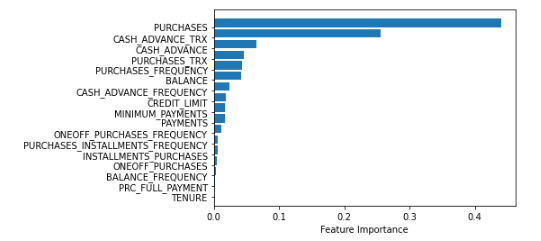 PURCHASES
CASH_ADVANCE_TRX
CASH_ADVANCE
PURCHASES_TRX
PURCHASES_FREQUENCY
BALANCE
CASH_ADVANCE_FREQUENCY
CREDIT_LIMIT
MINIMUM_PAYMENTS
PAYMENTS
ONEOFF_PURCHASES_FREQUENCY
PURCHASES_INSTALLMENTS_FREQUENCY
INSTALLMENTS_PURCHASES
ONEOFF_PURCHASES
BALANCE_FREQUENCY
PRC_FULL_PAYMENT
TENURE
0.0 0.1 0.2 0.3 0.4
Feature Importance